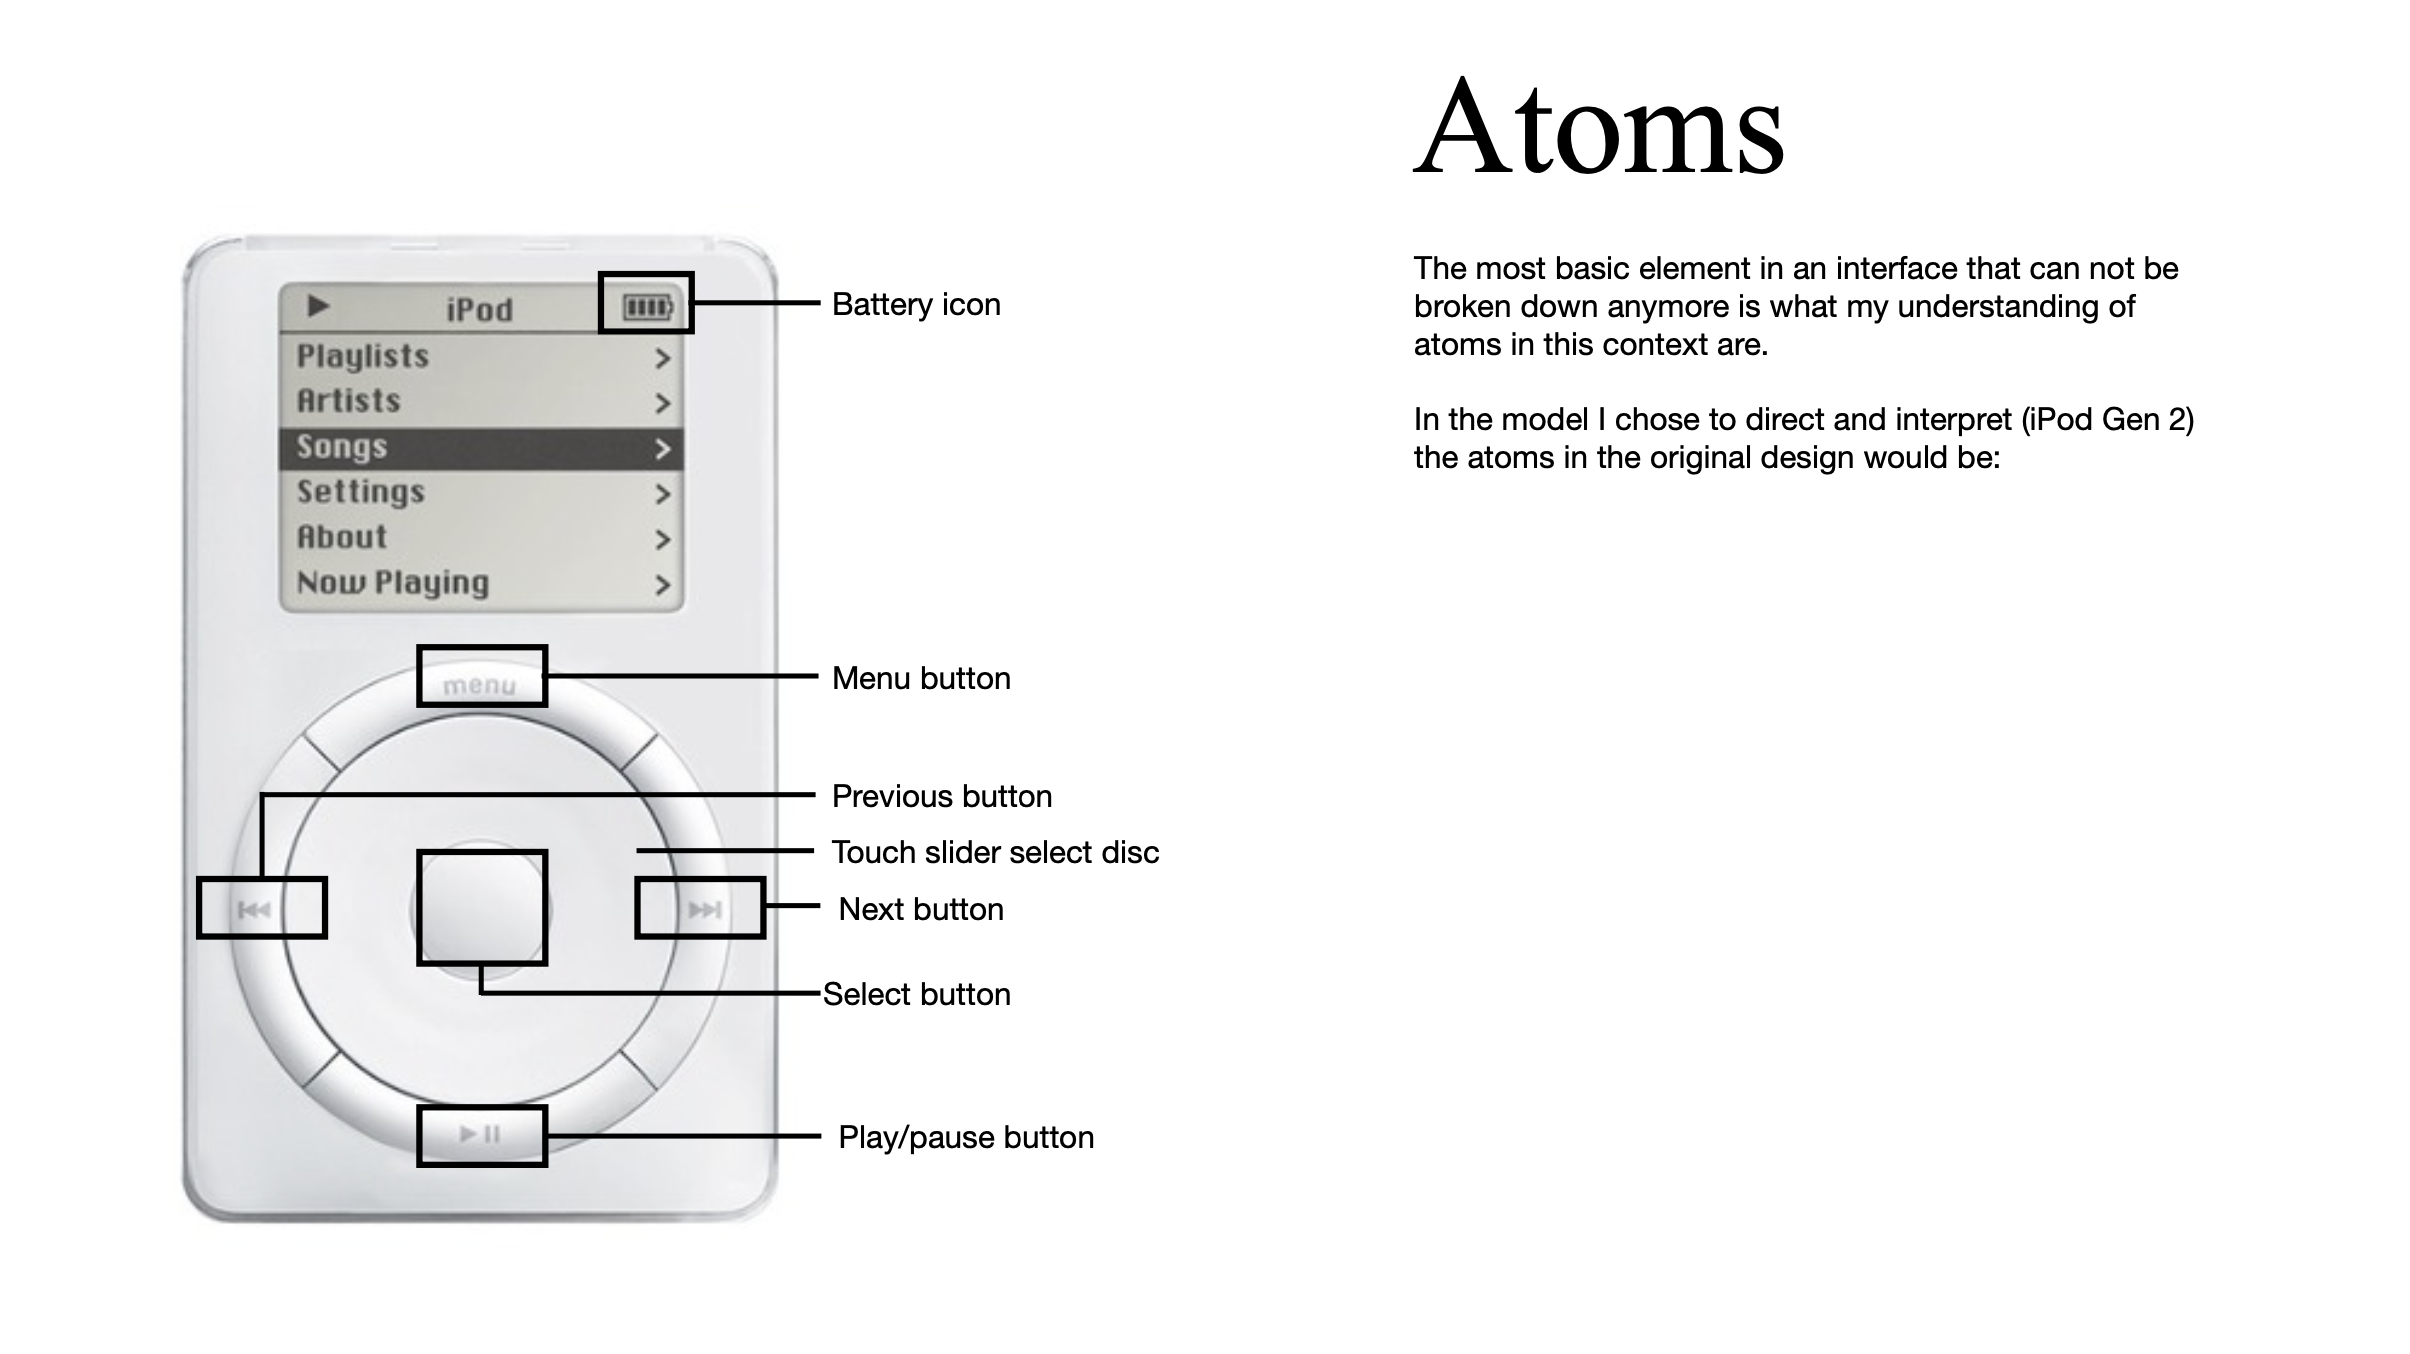 Atoms
The most basic element in an interface that can not be
broken down anymore is what my understanding of
atoms in this context are.
In the model I chose to direct and interpret (iPod Gen 2)
the atoms in the original design would be:
iPod
Playlists
Artists
Songs
Settings
About
Now Playing
menu
Battery icon
Menu button
Previous button
Touch slider select disc
Next button
Select button
Play/pause button